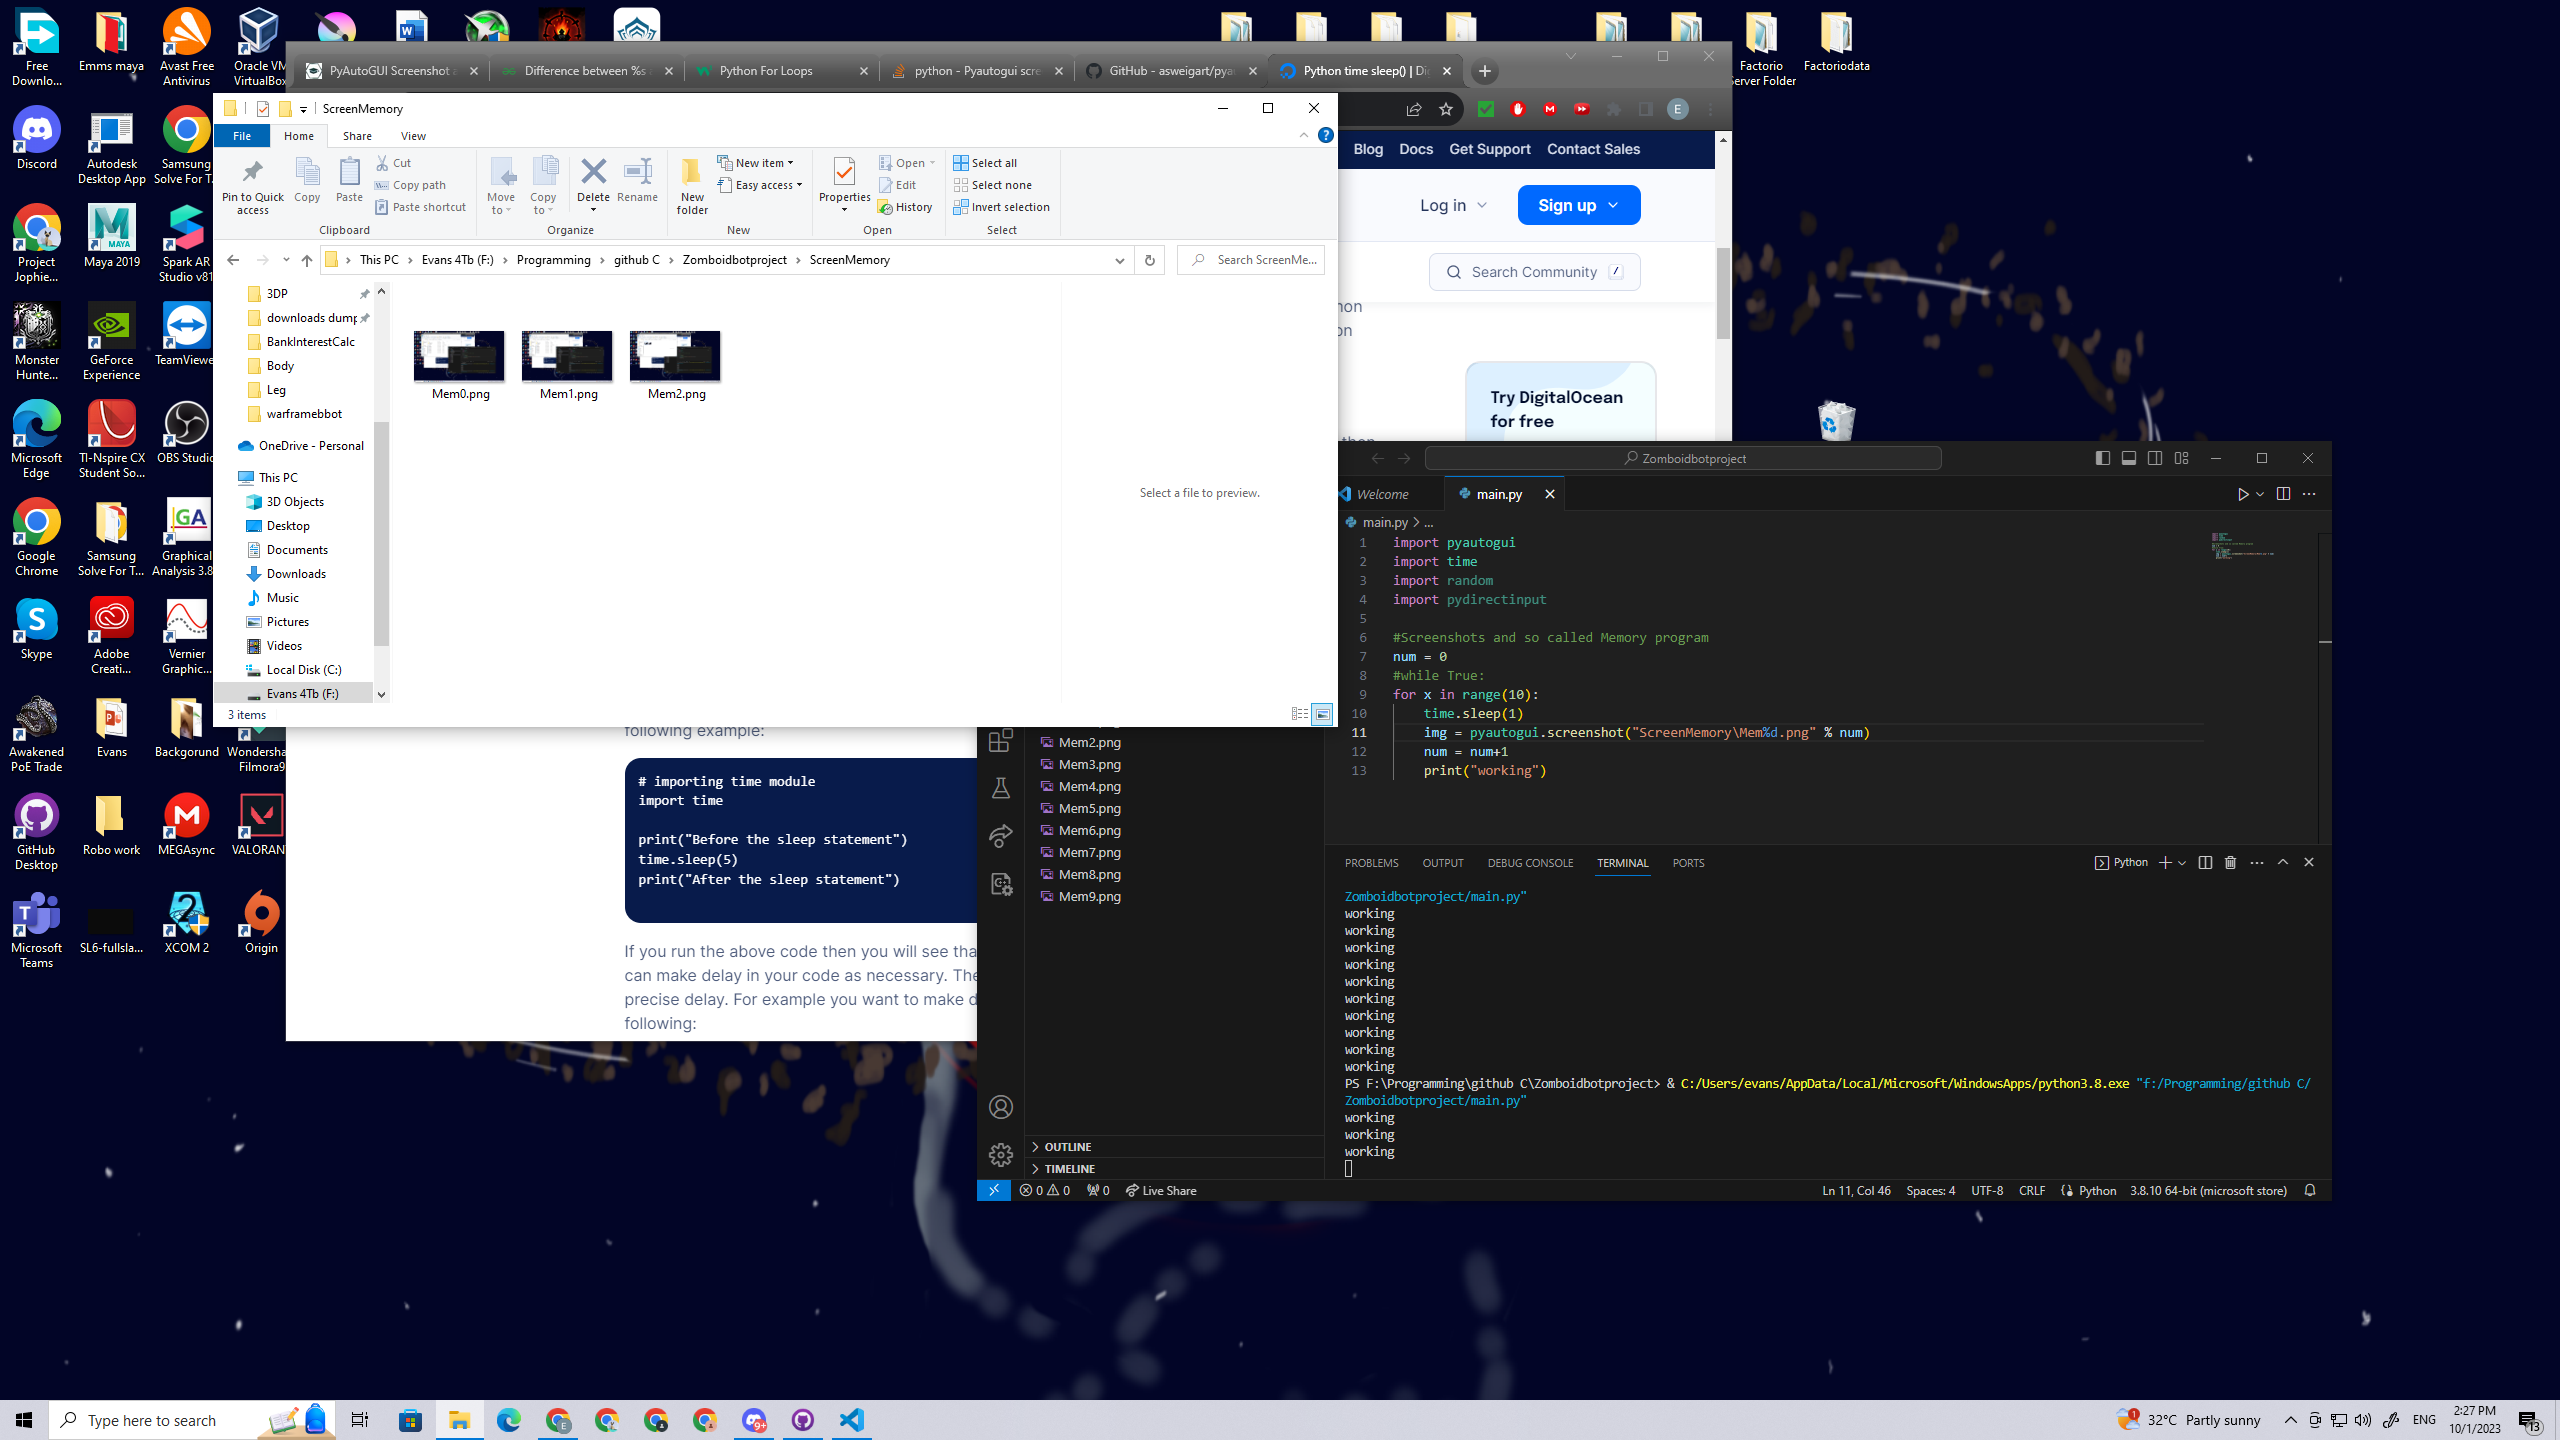 Free
Downlo...
Emms maya
Avast Free
Antivirus
Oracle VM
VirtualBox
Factorio
Server Folder
Factoriodata
Discord
Autodesk
Desktop App
Samsung
Solve For T...
Project
Jophie...
Maya 2019
Spark AR
Studio v81
Monster
Hunte...
GeForce
Experience
TeamViewer
Microsoft
Edge
TI-Nspire CX
Student So...
OBS Studio
Google
Chrome
Samsung
Solve For T...
Graphical
Analysis 3.8
Skype
Adobe
Creati...
Vernier
Graphic...
Awakened
PoE Trade
Evans
Backgorund
Wondersha
Filmora9
GitHub
Desktop
Robo work
MEGAsync
VALORANT
Microsoft
Teams
SL6-fullsla...
XCOM 2
Origin
PyAutoGUI Screenshot a
Difference between %s
Python For Loops
python - Pyautogui scre
GitHub - asweigart/pya
Python time sleep() | Di
E
Blog Docs Get Support Contact Sales
Log in
Sign up
Search Community /
Try DigitalOcean
for free
ScreenMemory
File Home Share View
Pin to Quick
access
Copy
Paste
Cut
Copy path
Paste shortcut
Clipboard
Move
to
Copy
to
Delete
Rename
Organize
New
folder
New item
Easy access
New
Properties
Open
Edit
History
Open
Select all
Select none
Invert selection
Select
This PC > Evans 4Tb (F:) > Programming > github C > Zomboidbotproject > ScreenMemory
Search ScreenMe...
3DP
downloads dump
BankInterestCalc
Body
Leg
warframebbot
OneDrive - Personal
This PC
3D Objects
Desktop
Documents
Downloads
Music
Pictures
Videos
Local Disk (C:)
Evans 4Tb (F:)
Mem0.png
Mem1.png
Mem2.png
Select a file to preview.
3 items
following example:
# importing time module
import time
print("Before the sleep statement")
time.sleep(5)
print("After the sleep statement")
If you run the above code then you will see tha
can make delay in your code as necessary. The
precise delay. For example you want to make d
following:
Zomboidbotproject
Welcome
main.py
main.py > ...
1 import pyautogui
2 import time
3 import random
4 import pydirectinput
5
6 #Screenshots and so called Memory program
7 num = 0
8 #while True:
9 for x in range(10):
10 time.sleep(1)
11 img = pyautogui.screenshot("ScreenMemory\Mem%d.png" % num)
12 num = num+1
13 print("working")
Mem2.png
Mem3.png
Mem4.png
Mem5.png
Mem6.png
Mem7.png
Mem8.png
Mem9.png
OUTLINE
TIMELINE
PROBLEMS OUTPUT DEBUG CONSOLE TERMINAL PORTS
Python
Zomboidbotproject/main.py"
working
working
working
working
working
working
working
working
working
working
PS F:\Programming\github C\Zomboidbotproject> & C:/Users/evans/AppData/Local/Microsoft/WindowsApps/python3.8.exe "f:/Programming/github C/
Zomboidbotproject/main.py"
working
working
working
0 0 0 Live Share
Ln 11, Col 46 Spaces: 4 UTF-8 CRLF Python 3.8.10 64-bit (microsoft store)
Type here to search
32°C Partly sunny
ENG
2:27 PM
10/1/2023
13